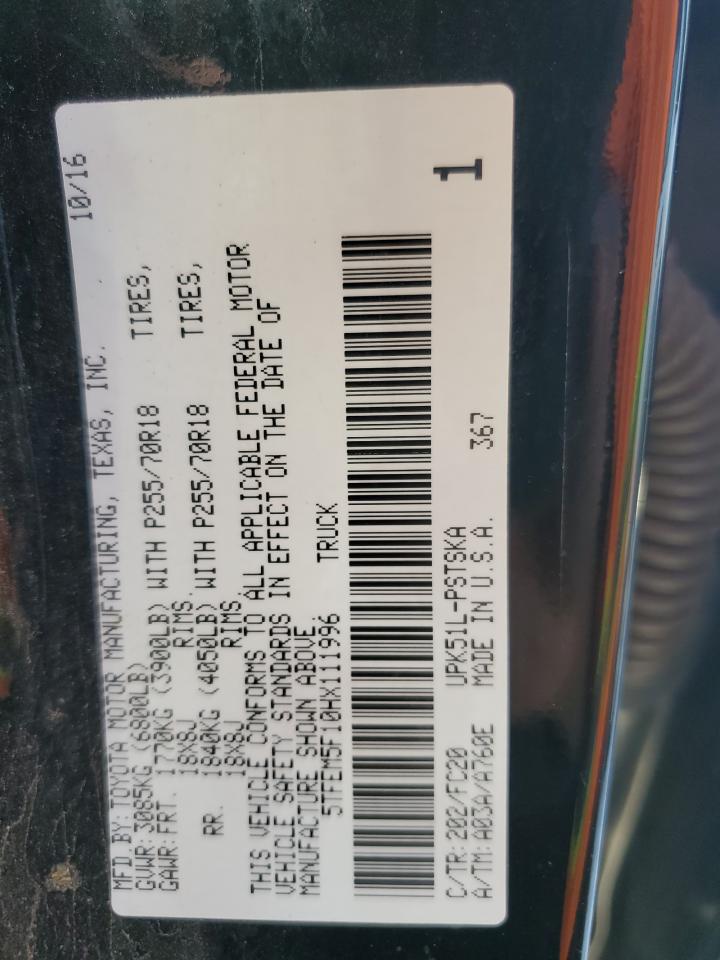 MFD.BY:TOYOTA MOTOR MANUFACTURING, TEXAS, INC. 10/16
GVWR:3085KG (6800LB)
GAWR:FRT. 1770KG (3900LB) WITH P255/70R18 TIRES,
18X8J RIMS.
RR. 1840KG (4050LB) WITH P255/70R18 TIRES,
18X8J RIMS.
THIS VEHICLE CONFORMS TO ALL APPLICABLE FEDERAL MOTOR
VEHICLE SAFETY STANDARDS IN EFFECT ON THE DATE OF
MANUFACTURE SHOWN ABOVE.
5TFEM5F10HX111996 TRUCK
1
C/TR:202/FC20 UPK51L-PSTSKA 367
A/TM:A03A/A760E MADE IN U.S.A.